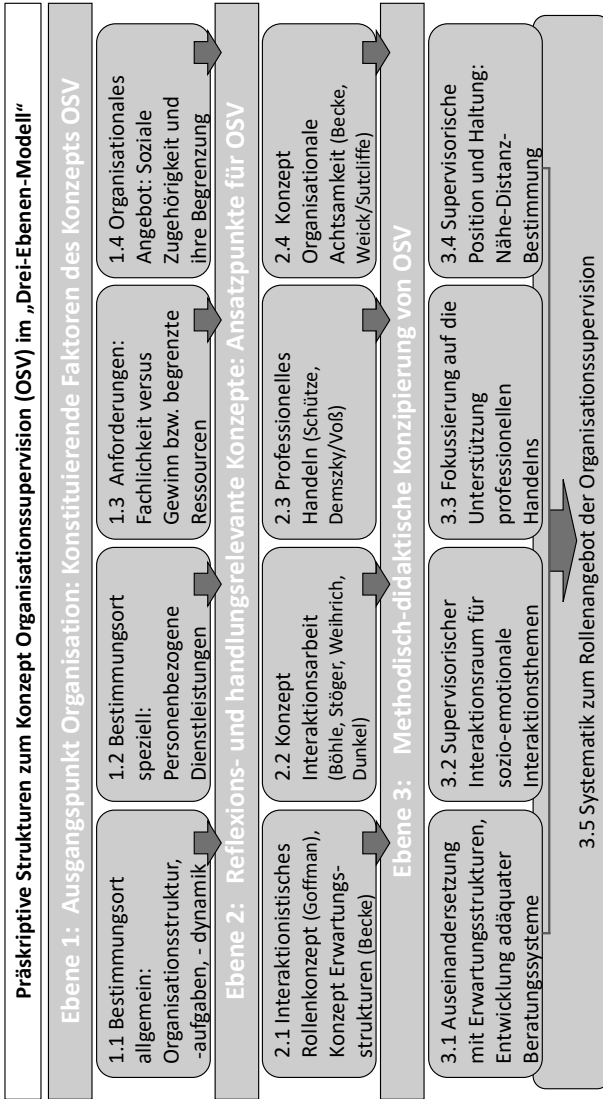 Präskriptive Strukturen zum Konzept Organisationssupervision (OSV) im „Drei-Ebenen-Modell“
Ebene 1: Ausgangspunkt Organisation: Konstituierende Faktoren des Konzepts OSV
1.1 Bestimmungsort
allgemein:
Organisationsstruktur,
-aufgaben, - dynamik
1.2 Bestimmungsort
speziell:
Personenbezogene
Dienstleistungen
1.3 Anforderungen:
Fachlichkeit versus
Gewinn bzw. begrenzte
Ressourcen
1.4 Organisationales
Angebot: Soziale
Zugehörigkeit und
ihre Begrenzung
Ebene 2: Reflexions- und handlungsrelevante Konzepte: Ansatzpunkte für OSV
2.1 Interaktionistisches
Rollenkonzept (Goffman),
Konzept Erwartungs-
strukturen (Becke)
2.2 Konzept
Interaktionsarbeit
(Böhle, Stöger, Weihrich,
Dunkel)
2.3 Professionelles
Handeln (Schütze,
Demszky/Voß)
2.4 Konzept
Organisationale
Achtsamkeit (Becke,
Weick/Sutcliffe)
Ebene 3: Methodisch-didaktische Konzipierung von OSV
3.1 Auseinandersetzung
mit Erwartungsstrukturen,
Entwicklung adäquater
Beratungssysteme
3.2 Supervisorischer
Interaktionsraum für
sozio-emotionale
Interaktionsthemen
3.3 Fokussierung auf die
Unterstützung
professionellen
Handelns
3.4 Supervisorische
Position und Haltung:
Nähe-Distanz-
Bestimmung
3.5 Systematik zum Rollenangebot der Organisationssupervision